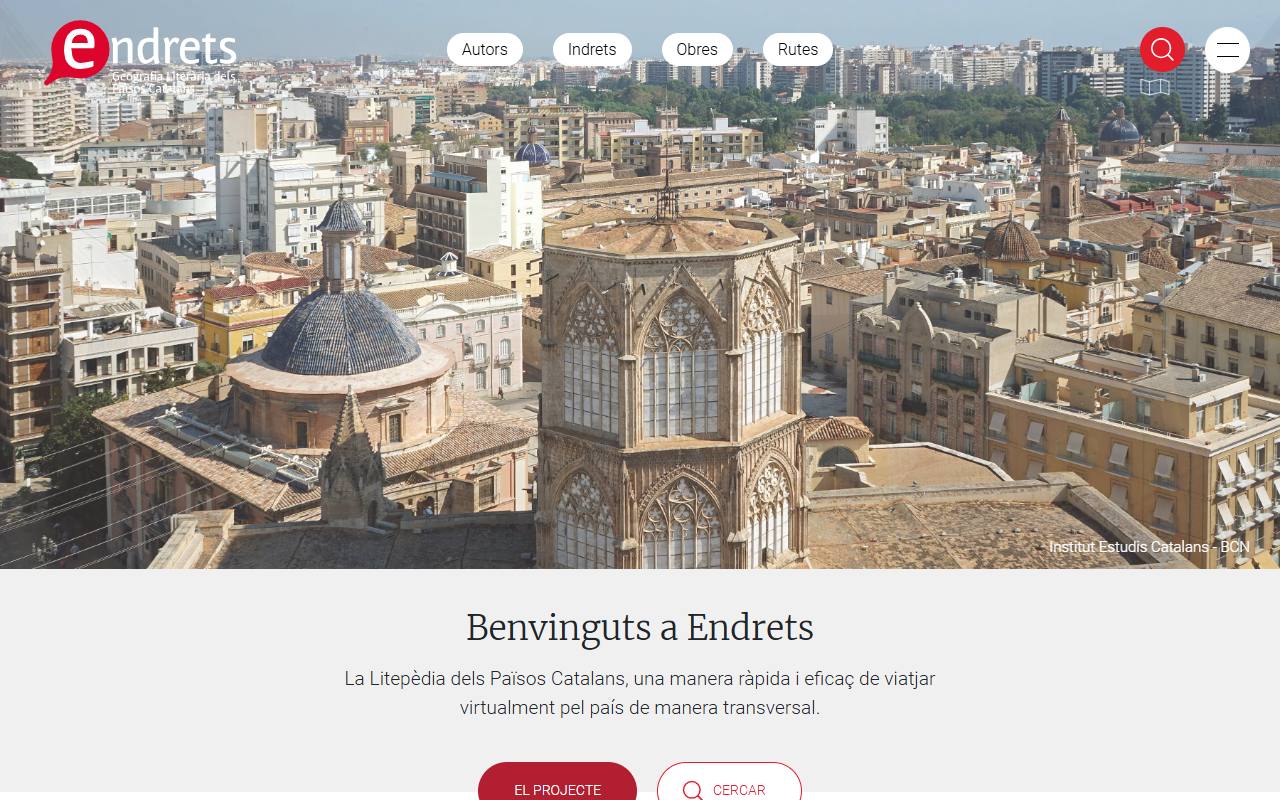 endrets
Geografia Literària dels
Països Catalans
Autors
Indrets
Obres
Rutes
Institut Estudis Catalans - BCN
Benvinguts a Endrets
La Litepèdia dels Països Catalans, una manera ràpida i eficaç de viatjar
virtualment pel país de manera transversal.
EL PROJECTE
CERCAR